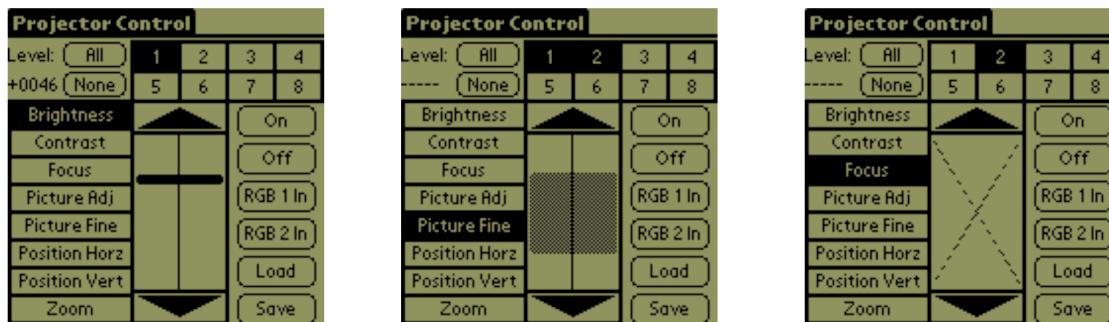 Projector Control
Level: All 1 2 3 4
+0046 None 5 6 7 8
Brightness On
Contrast
Focus Off
Picture Adj RGB 1 In
Picture Fine RGB 2 In
Position Horz
Position Vert Load
Zoom Save
Projector Control
Level: All 1 2 3 4
----- None 5 6 7 8
Brightness On
Contrast
Focus Off
Picture Adj RGB 1 In
Picture Fine RGB 2 In
Position Horz
Position Vert Load
Zoom Save
Projector Control
Level: All 1 2 3 4
----- None 5 6 7 8
Brightness On
Contrast
Focus Off
Picture Adj RGB 1 In
Picture Fine RGB 2 In
Position Horz
Position Vert Load
Zoom Save